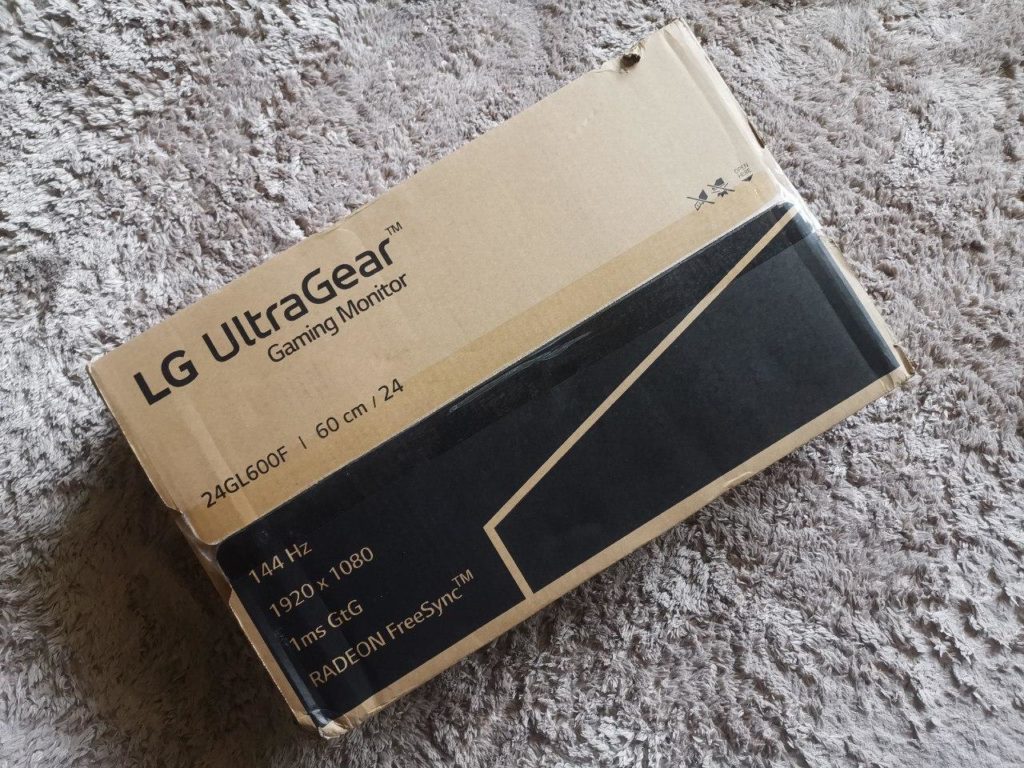 LG UltraGear™
Gaming Monitor
24GL600F | 60 cm / 24
144 Hz
1920 x 1080
1ms GtG
RADEON FreeSync™